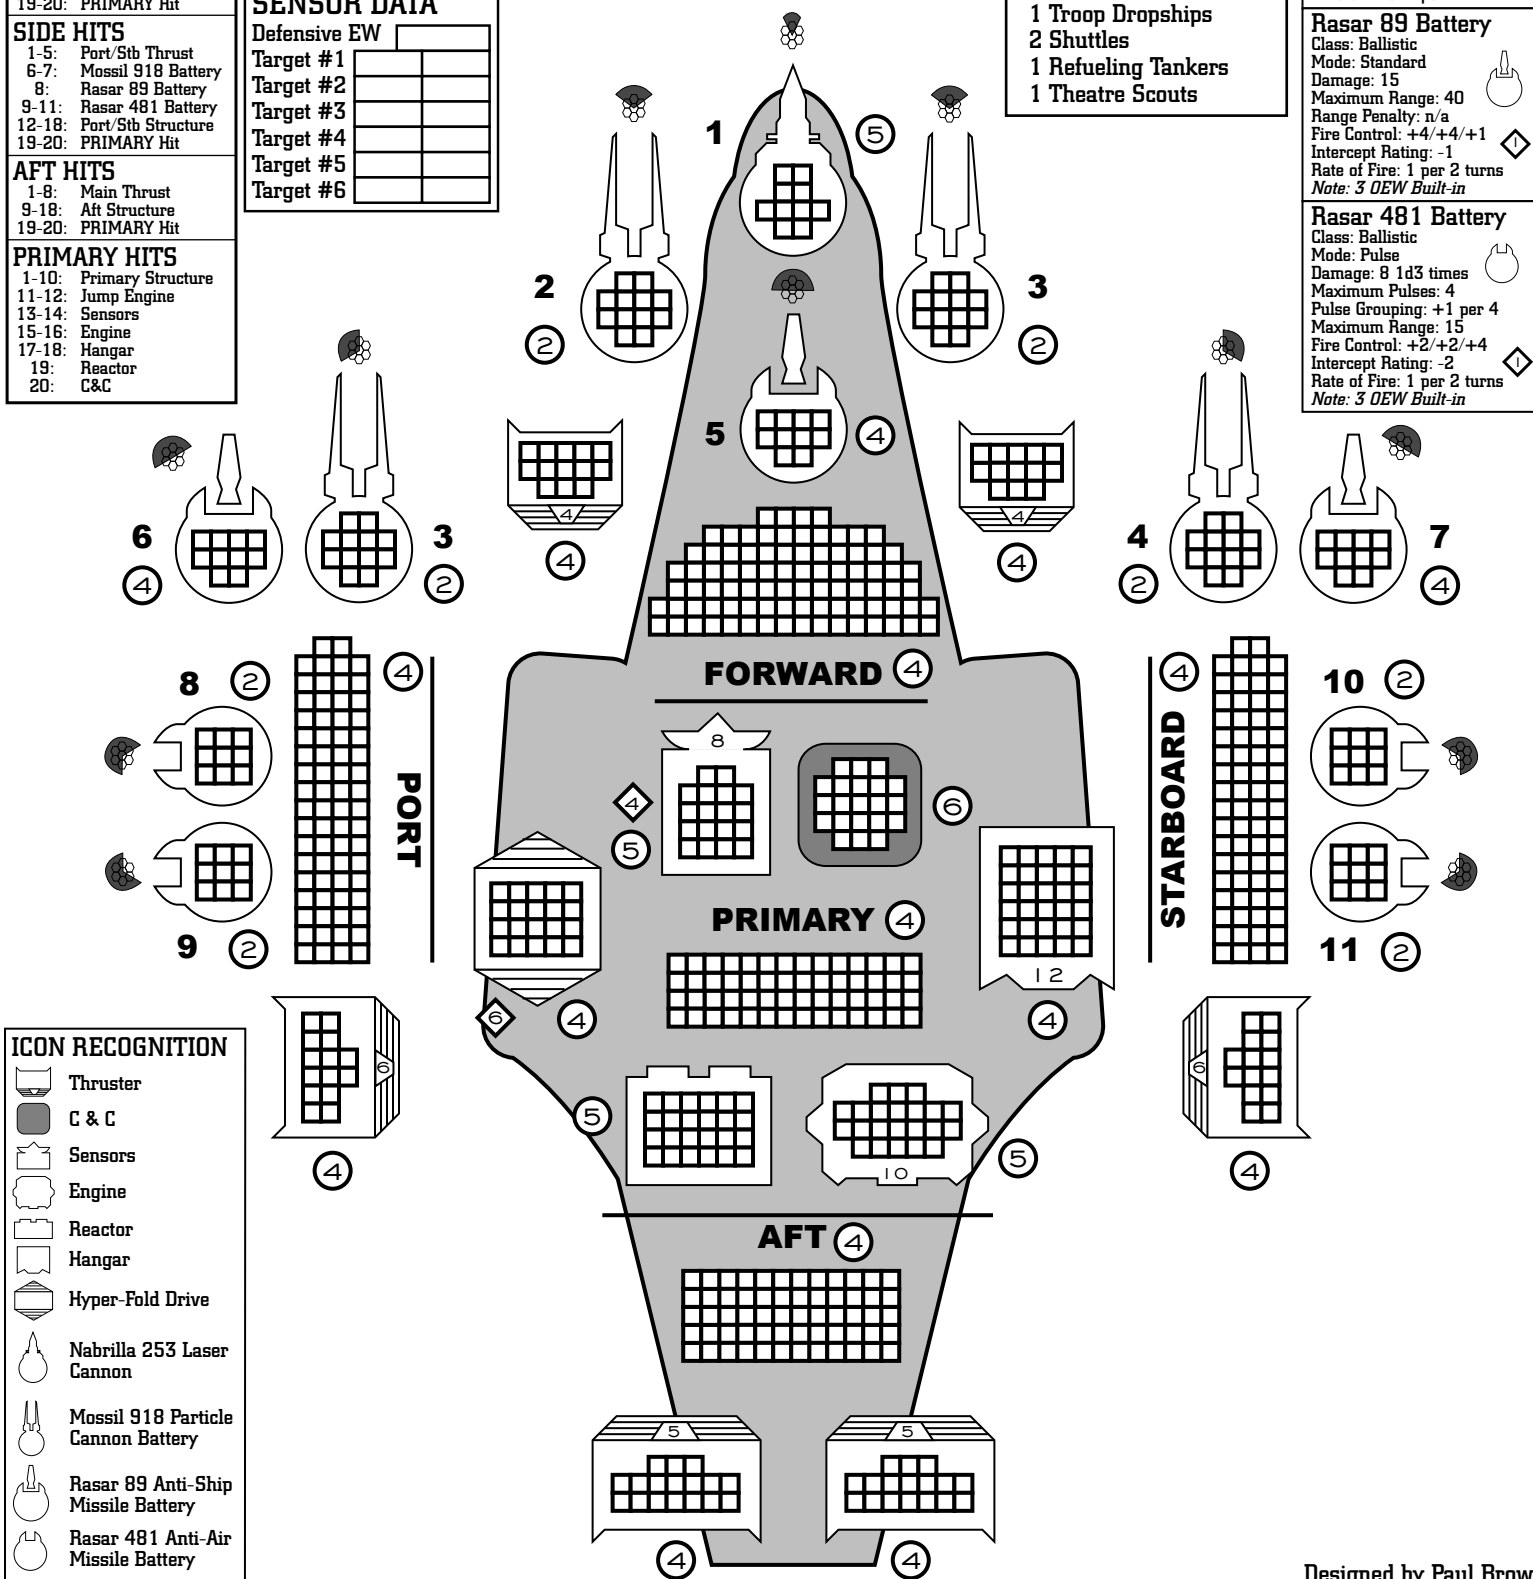 19-20: PRIMARY Hit
SIDE HITS
1-5: Port/Stb Thrust
6-7: Mossil 918 Battery
8: Rasar 89 Battery
9-11: Rasar 481 Battery
12-18: Port/Stb Structure
19-20: PRIMARY Hit
AFT HITS
1-8: Main Thrust
9-18: Aft Structure
19-20: PRIMARY Hit
PRIMARY HITS
1-10: Primary Structure
11-12: Jump Engine
13-14: Sensors
15-16: Engine
17-18: Hangar
19: Reactor
20: C&C
SENSOR DATA
Defensive EW
Target #1
Target #2
Target #3
Target #4
Target #5
Target #6
1 Troop Dropships
2 Shuttles
1 Refueling Tankers
1 Theatre Scouts
Rasar 89 Battery
Class: Ballistic
Mode: Standard
Damage: 15
Maximum Range: 40
Range Penalty: n/a
Fire Control: +4/+4/+1
Intercept Rating: -1
Rate of Fire: 1 per 2 turns
Note: 3 OEW Built-in
1
Rasar 481 Battery
Class: Ballistic
Mode: Pulse
Damage: 8 1d3 times
Maximum Pulses: 4
Pulse Grouping: +1 per 4
Maximum Range: 15
Fire Control: +2/+2/+4
Intercept Rating: -2
Rate of Fire: 1 per 2 turns
Note: 3 OEW Built-in
1
1 5
2 3
2 2
5 4
4 4
4 4
6 3 4 7
4 2 2 4
FORWARD 4
4 4
8 2 10 2
PORT
STARBOARD
8
4
5
6
PRIMARY 4
9 2 11 2
12
6 4 4
6 6
5
10
5
4 4
AFT 4
5 5
4 4
ICON RECOGNITION
Thruster
C & C
Sensors
Engine
Reactor
Hangar
Hyper-Fold Drive
Nabrilla 253 Laser
Cannon
Mossil 918 Particle
Cannon Battery
Rasar 89 Anti-Ship
Missile Battery
Rasar 481 Anti-Air
Missile Battery
Designed by Paul Brow